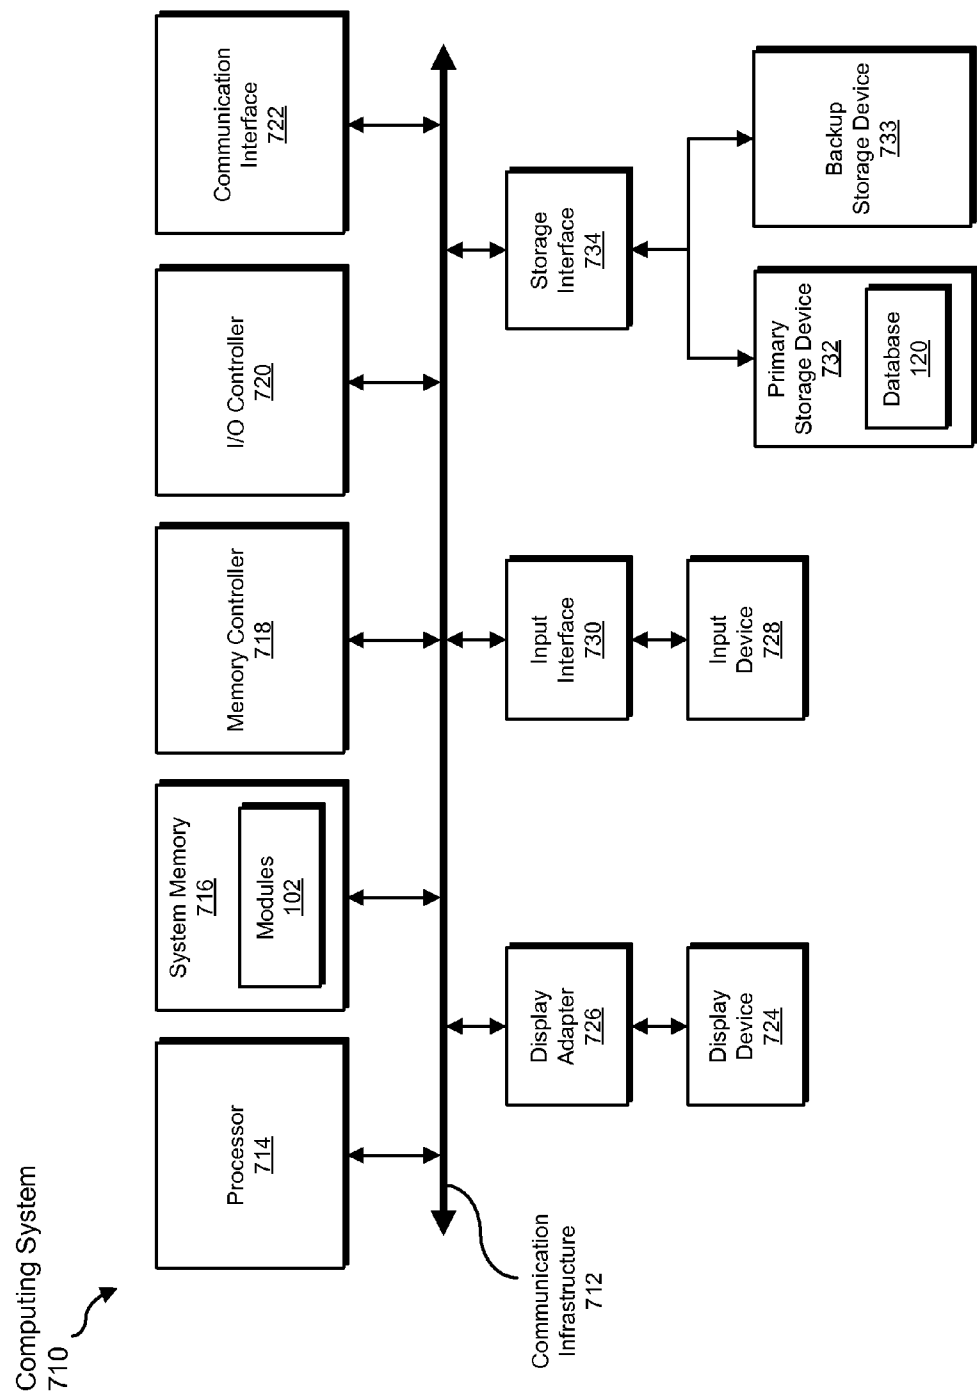 Computing System
710
Processor
714
System Memory
716
Modules
102
Memory Controller
718
I/O Controller
720
Communication
Interface
722
Communication
Infrastructure
712
Display
Adapter
726
Input
Interface
730
Storage
Interface
734
Display
Device
724
Input
Device
728
Primary
Storage Device
732
Database
120
Backup
Storage Device
733